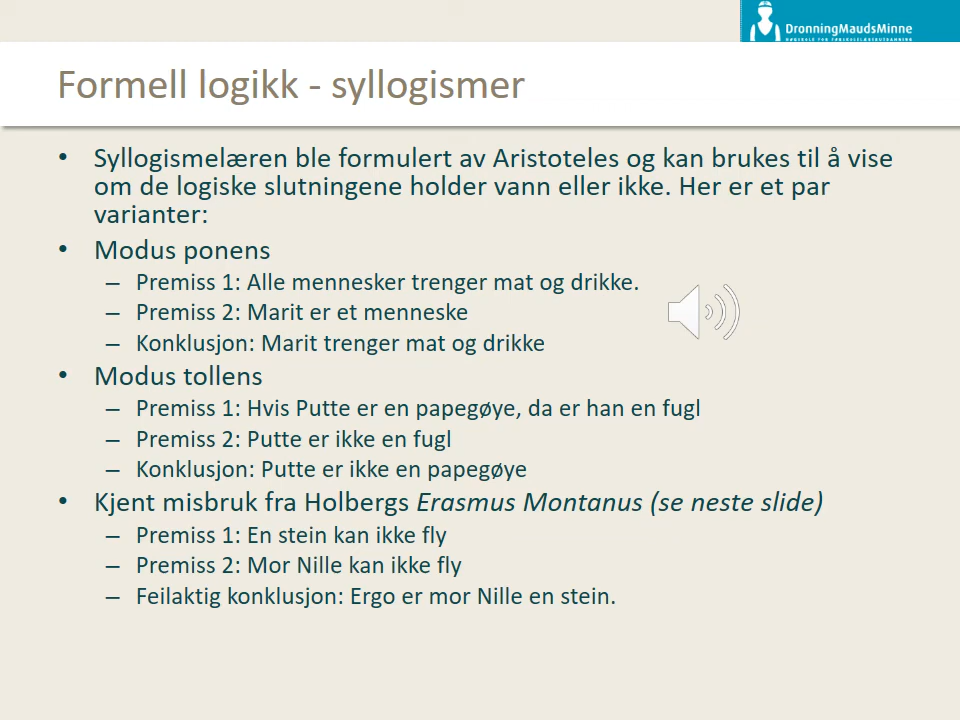 DronningMaudsMinne
HØGSKOLE FOR FØRSKOLELÆRERUTDANNING
Formell logikk - syllogismer
• Syllogismelæren ble formulert av Aristoteles og kan brukes til å vise
om de logiske slutningene holder vann eller ikke. Her er et par
varianter:
• Modus ponens
– Premiss 1: Alle mennesker trenger mat og drikke.
– Premiss 2: Marit er et menneske
– Konklusjon: Marit trenger mat og drikke
• Modus tollens
– Premiss 1: Hvis Putte er en papegøye, da er han en fugl
– Premiss 2: Putte er ikke en fugl
– Konklusjon: Putte er ikke en papegøye
• Kjent misbruk fra Holbergs Erasmus Montanus (se neste slide)
– Premiss 1: En stein kan ikke fly
– Premiss 2: Mor Nille kan ikke fly
– Feilaktig konklusjon: Ergo er mor Nille en stein.